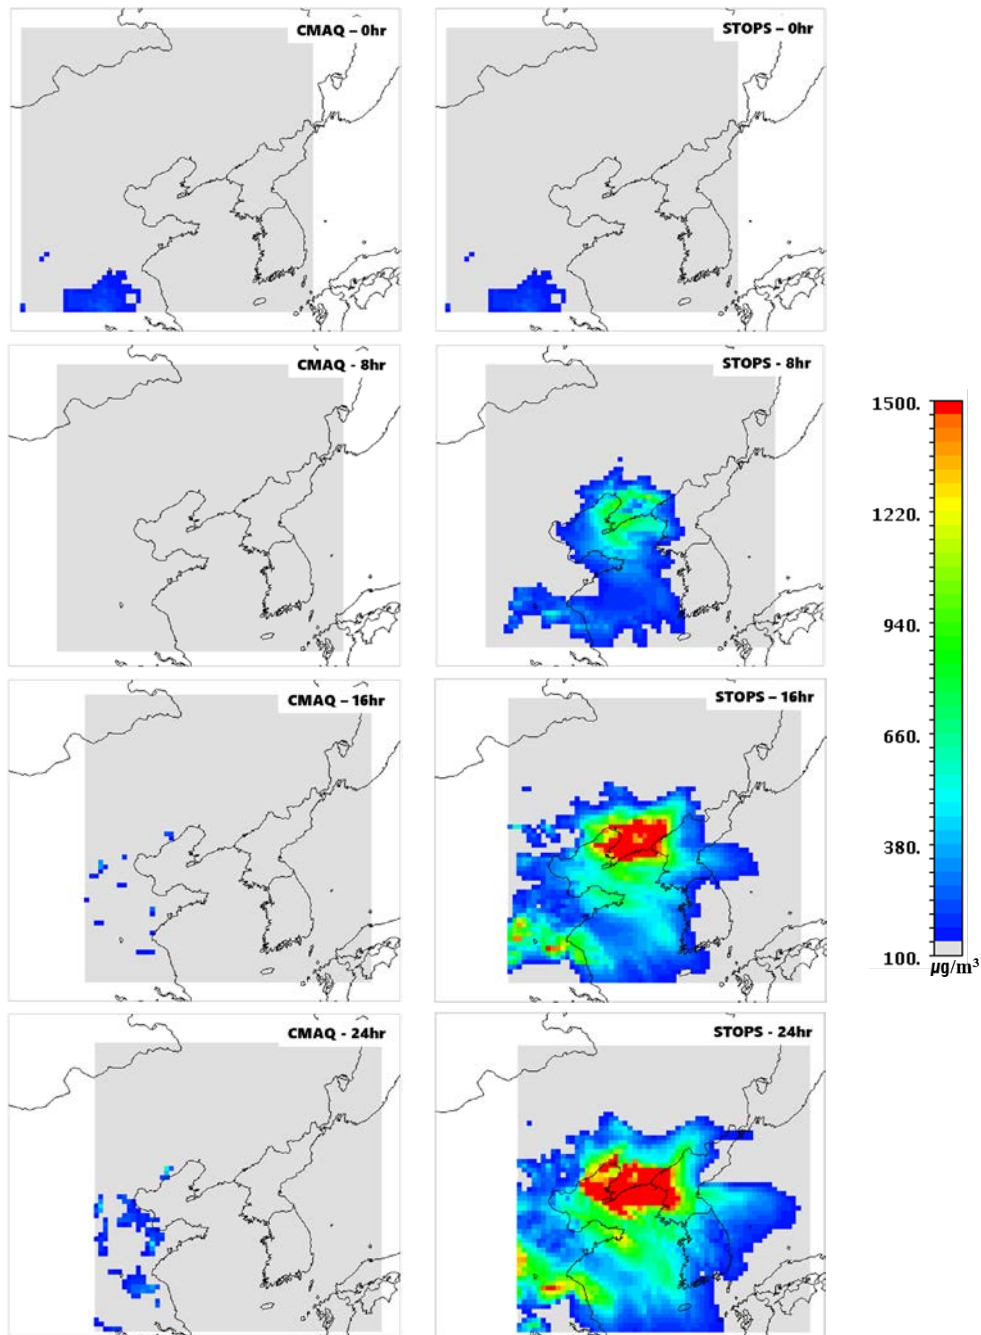 CMAQ – 0hr
STOPS – 0hr
CMAQ - 8hr
STOPS - 8hr
1500.
1220.
940.
660.
380.
100.
µg/m³
CMAQ – 16hr
STOPS – 16hr
CMAQ - 24hr
STOPS - 24hr